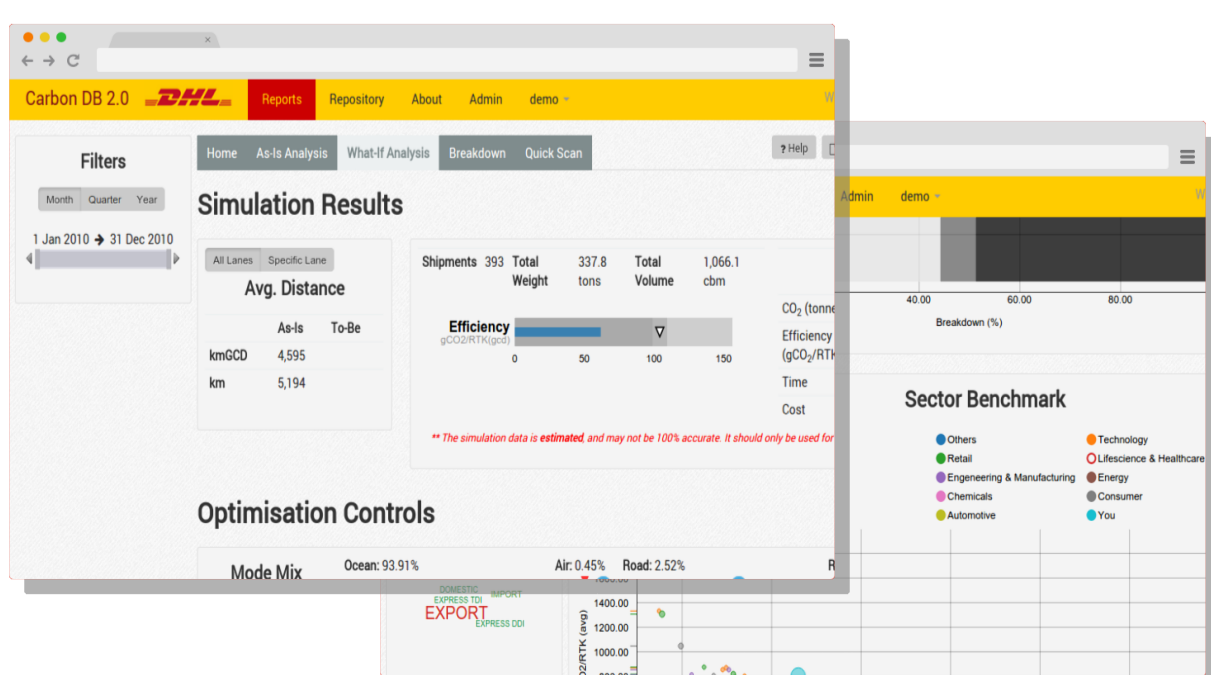 Carbon DB 2.0 DHL Reports Repository About Admin demo
Filters
Month Quarter Year
1 Jan 2010 → 31 Dec 2010
Home As-Is Analysis What-If Analysis Breakdown Quick Scan
? Help
Simulation Results
All Lanes Specific Lane
Avg. Distance
As-Is To-Be
kmGCD 4,595
km 5,194
Shipments 393 Total Weight 337.8 tons Total Volume 1,066.1 cbm
Efficiency
gCO2/RTK(gcd)
0 50 100 150
CO₂ (tonne
Efficiency
(gCO₂/RTK
Time
Cost
** The simulation data is estimated, and may not be 100% accurate. It should only be used for
Optimisation Controls
Mode Mix
Ocean: 93.91% Air: 0.45% Road: 2.52% R
Admin demo
40.00 60.00 80.00
Breakdown (%)
Sector Benchmark
Others Technology
Retail Lifescience & Healthcare
Engeneering & Manufacturing Energy
Chemicals Consumer
Automotive You
DOMESTIC
IMPORT
EXPRESS TDI
EXPORT
EXPRESS DDI
1400.00
1200.00
1000.00
O2/RTK (avg)